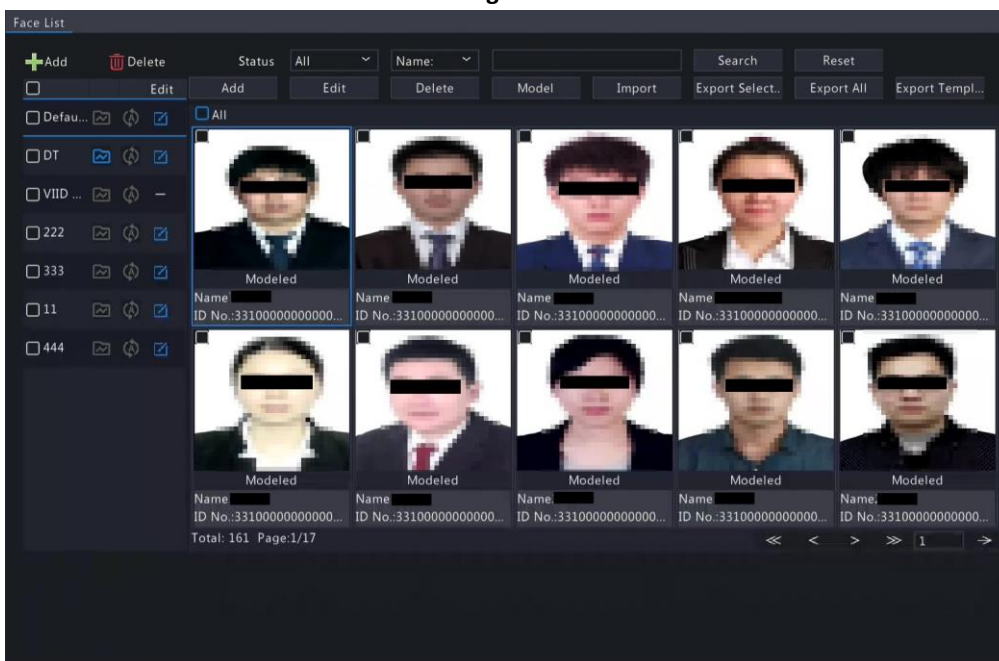 Face List
Add Delete Status All Name: Search Reset
Edit Add Edit Delete Model Import Export Select.. Export All Export Templ...
Defau... All
DT
VIID ...
222
333
11
444
Modeled Modeled Modeled Modeled Modeled
Name Name Name Name Name
ID No.:33100000000000... ID No.:33100000000000... ID No.:33100000000000... ID No.:33100000000000... ID No.:33100000000000...
Modeled Modeled Modeled Modeled Modeled
Name Name Name: Name Name:
ID No.:33100000000000... ID No.:33100000000000... ID No.:33100000000000... ID No.:33100000000000... ID No.:33100000000000...
Total: 161 Page:1/17 1